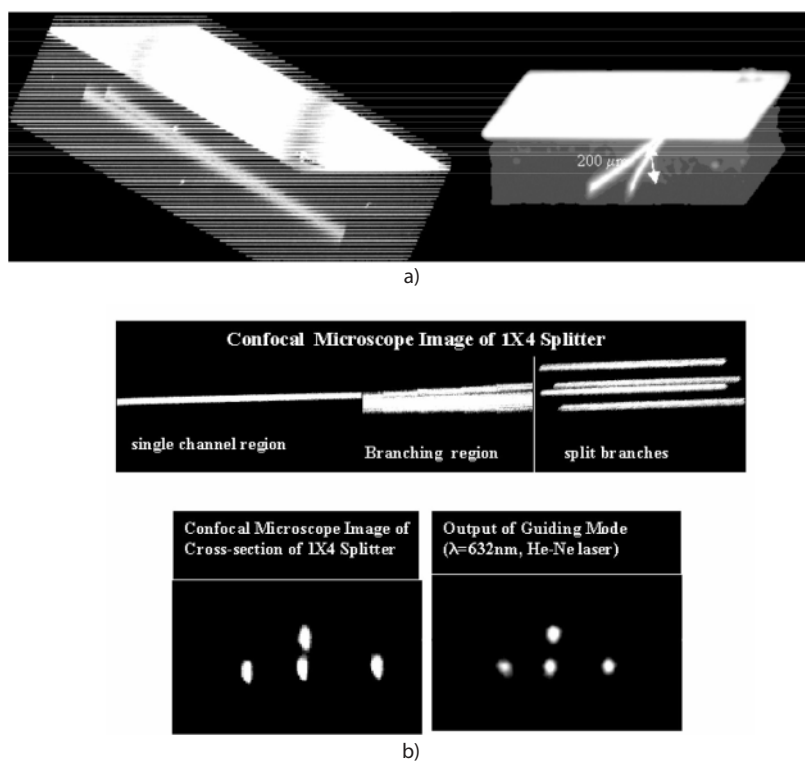 200 μm
a)
Confocal Microscope Image of 1X4 Splitter
single channel region
Branching region
split branches
Confocal Microscope Image of
Cross-section of 1X4 Splitter
Output of Guiding Mode
(λ=632nm, He-Ne laser)
b)